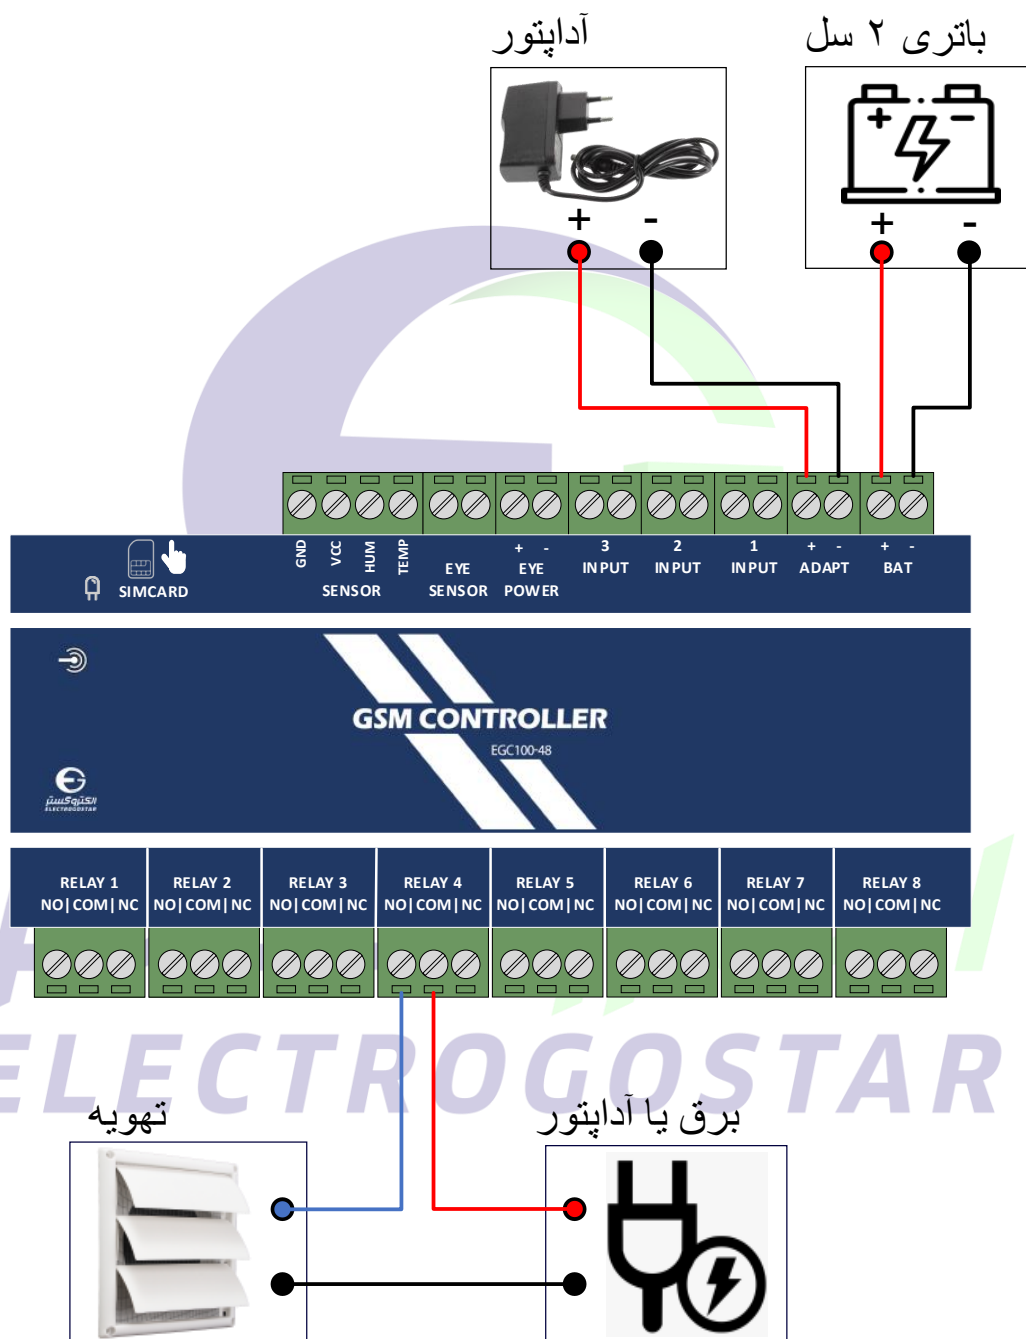 آداپتور
باتری ۲ سل
+ -
+ -
GND VCC HUM TEMP
SENSOR
EYE
SENSOR
+ -
EYE
POWER
3
INPUT
2
INPUT
1
INPUT
+ -
ADAPT
+ -
BAT
SIMCARD
GSM CONTROLLER
EGC100-48
الکتروگستر
ELECTROGOSTAR
RELAY 1
NO|COM|NC
RELAY 2
NO|COM|NC
RELAY 3
NO|COM|NC
RELAY 4
NO|COM|NC
RELAY 5
NO|COM|NC
RELAY 6
NO|COM|NC
RELAY 7
NO|COM|NC
RELAY 8
NO|COM|NC
ELECTROGOSTAR
تهویه
برق یا آداپتور